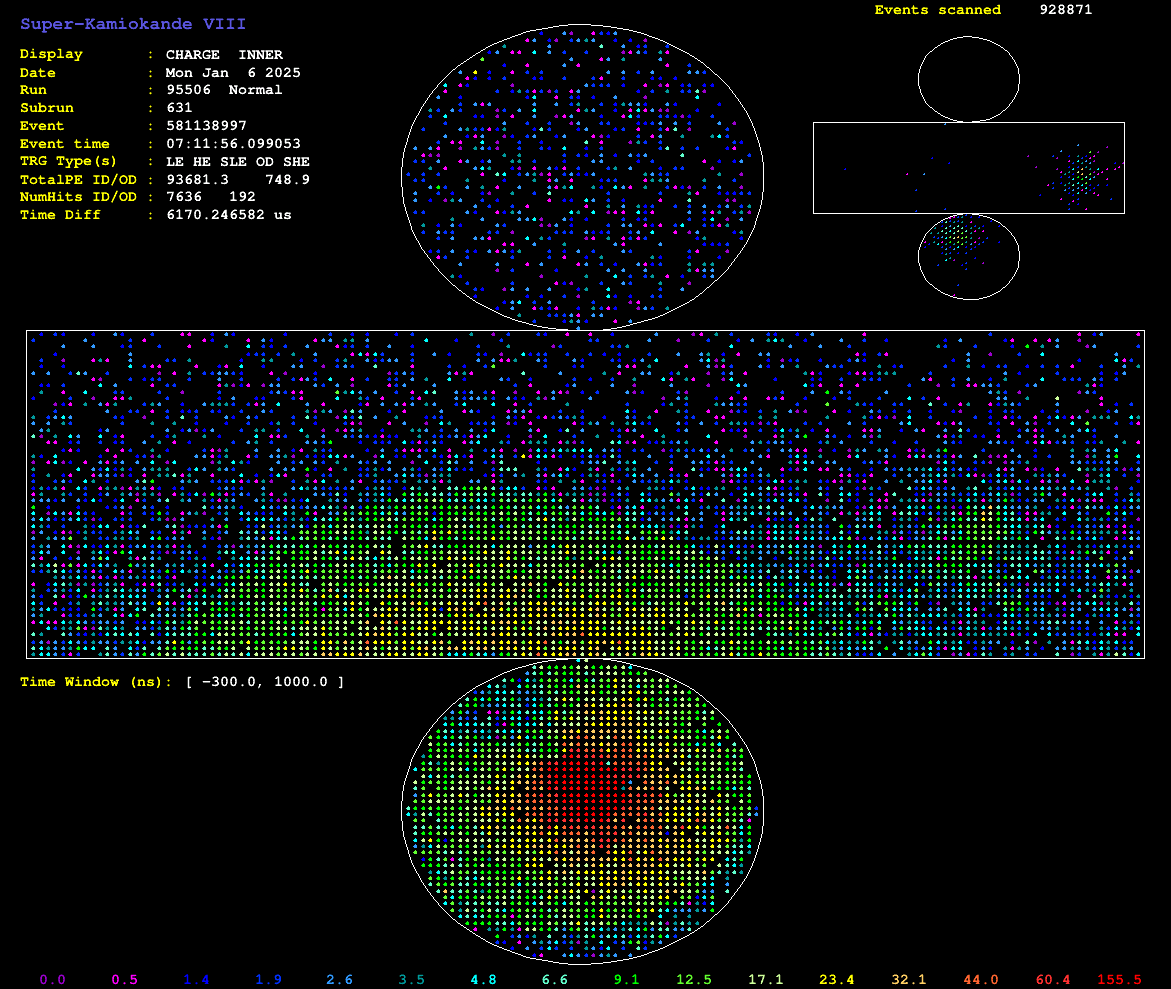 Super-Kamiokande VIII
Events scanned 928871
Display : CHARGE INNER
Date : Mon Jan 6 2025
Run : 95506 Normal
Subrun : 631
Event : 581138997
Event time : 07:11:56.099053
TRG Type(s) : LE HE SLE OD SHE
TotalPE ID/OD : 93681.3 748.9
NumHits ID/OD : 7636 192
Time Diff : 6170.246582 us
Time Window (ns): [ -300.0, 1000.0 ]
0.0 0.5 1.4 1.9 2.6 3.5 4.8 6.6 9.1 12.5 17.1 23.4 32.1 44.0 60.4 155.5